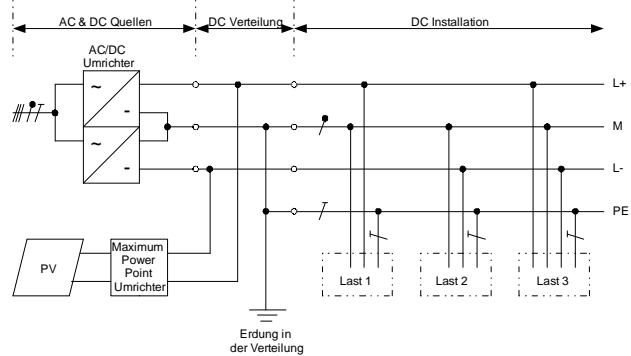 AC & DC Quellen
DC Verteilung
DC Installation
AC/DC
Umrichter
~
-
~
-
L+
M
L-
PE
PV
Maximum
Power
Point
Umrichter
Last 1
Last 2
Last 3
Erdung in
der Verteilung